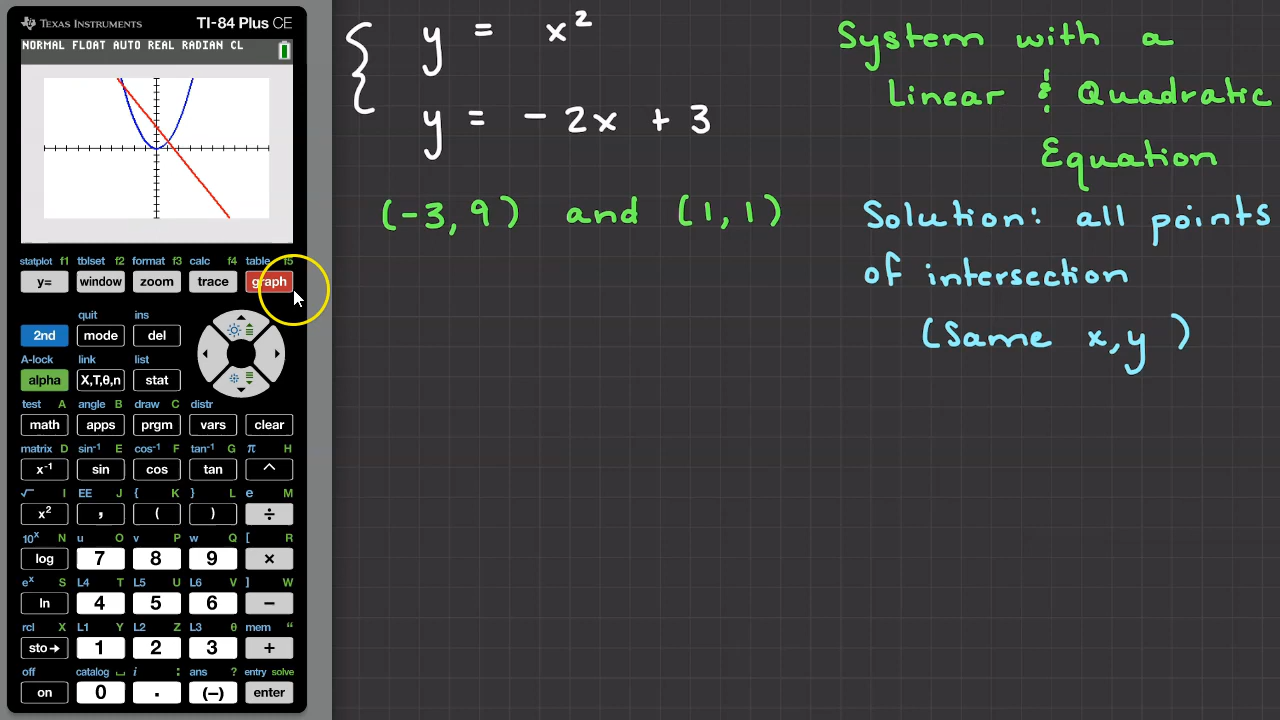 TEXAS INSTRUMENTS TI-84 Plus CE
NORMAL FLOAT AUTO REAL RADIAN CL
statplot f1 tblset f2 format f3 calc f4 table f5
y= window zoom trace graph
quit ins
2nd mode del
A-lock link list
alpha X,T,θ,n stat
test A angle B draw C distr
math apps prgm vars clear
matrix D sin⁻¹ E cos⁻¹ F tan⁻¹ G π H
x⁻¹ sin cos tan ^
√ I EE J { K } L e M
x² , ( ) ÷
10ˣ N u O v P w Q [ R
log 7 8 9 ×
eˣ S L4 T L5 U L6 V ] W
ln 4 5 6 −
rcl X L1 Y L2 Z L3 θ mem "
sto→ 1 2 3 +
off catalog ⎵ i : ans ? entry solve
on 0 . (−) enter
{ y = x²
y = -2x + 3
(-3, 9) and (1, 1)
System with a
Linear & Quadratic
Equation
Solution: all points
of intersection
(Same x, y )